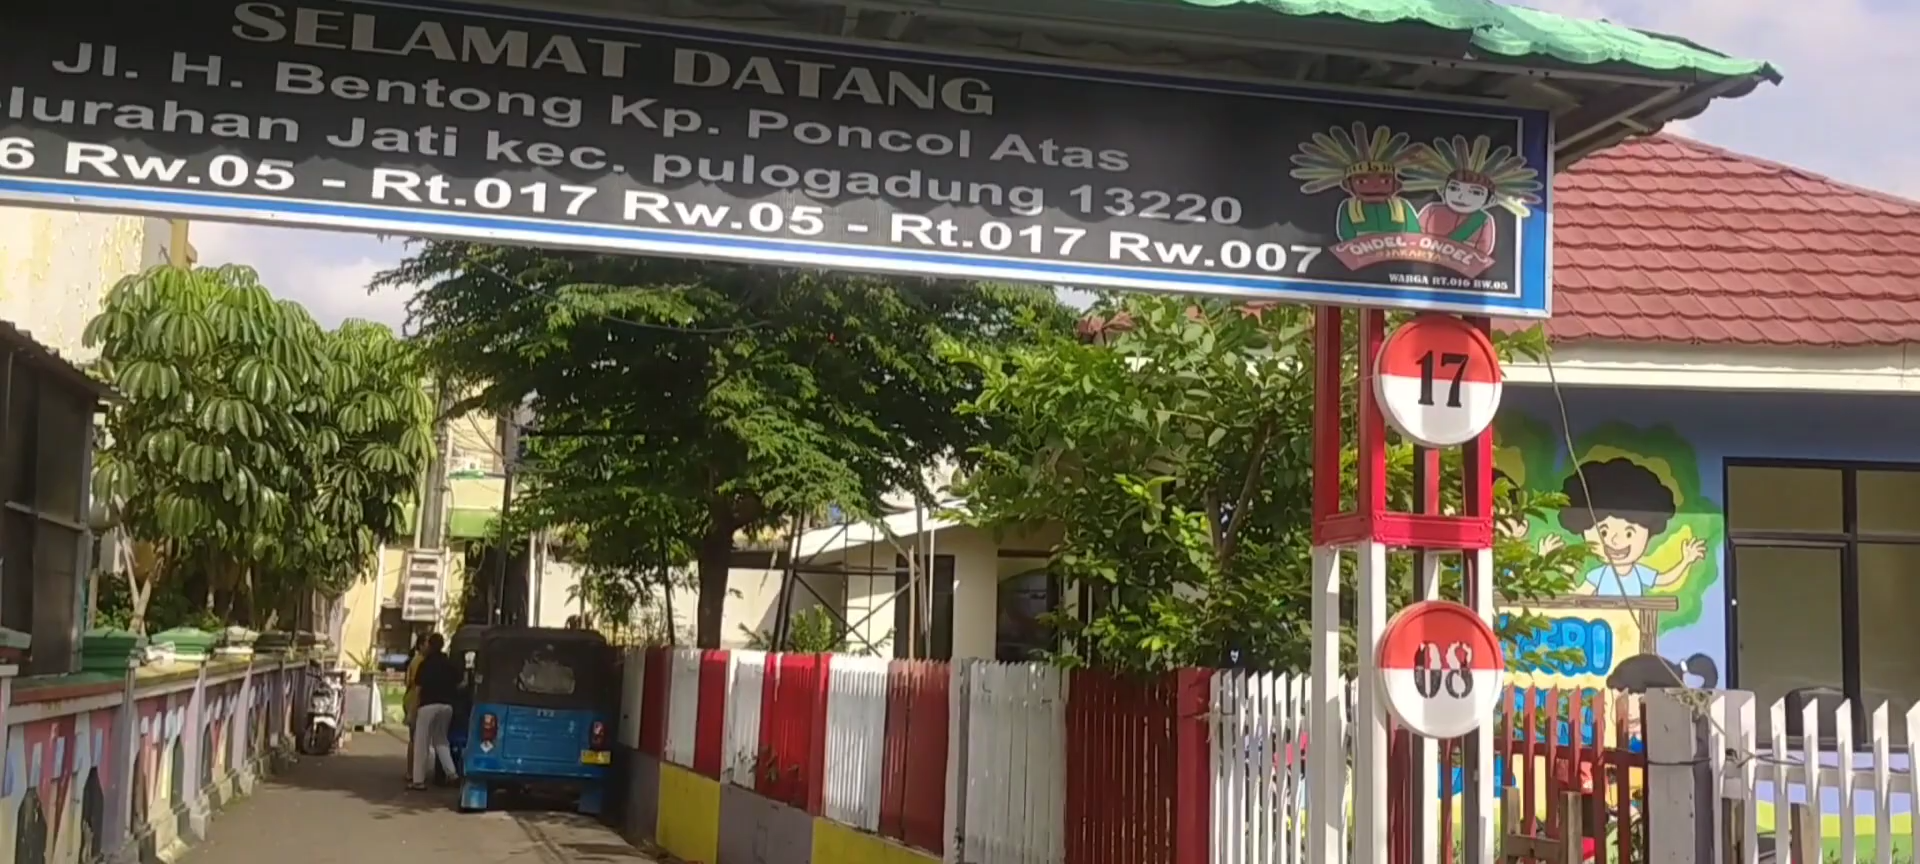 SELAMAT DATANG
Jl. H. Bentong Kp. Poncol Atas
lurahan Jati kec. pulogadung 13220
6 Rw.05 - Rt.017 Rw.05 - Rt.017 Rw.007
ONDEL - ONDEL
JAKARTA
WARGA RT.016 RW.05
17
08